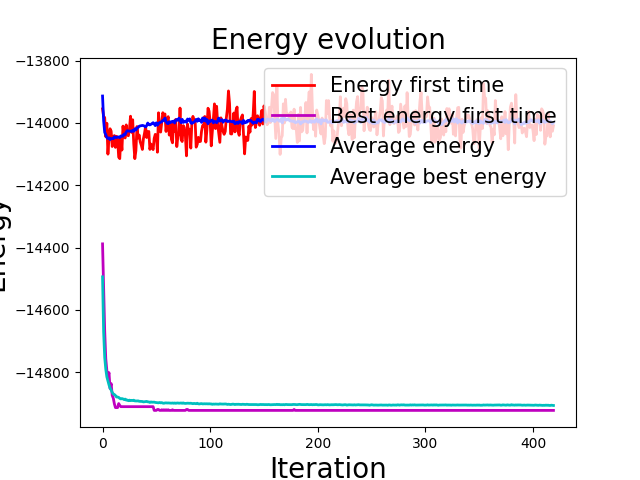 Energy evolution
−13800
−14000
−14200
−14400
−14600
−14800
Energy
Energy first time
Best energy first time
Average energy
Average best energy
0
100
200
300
400
Iteration